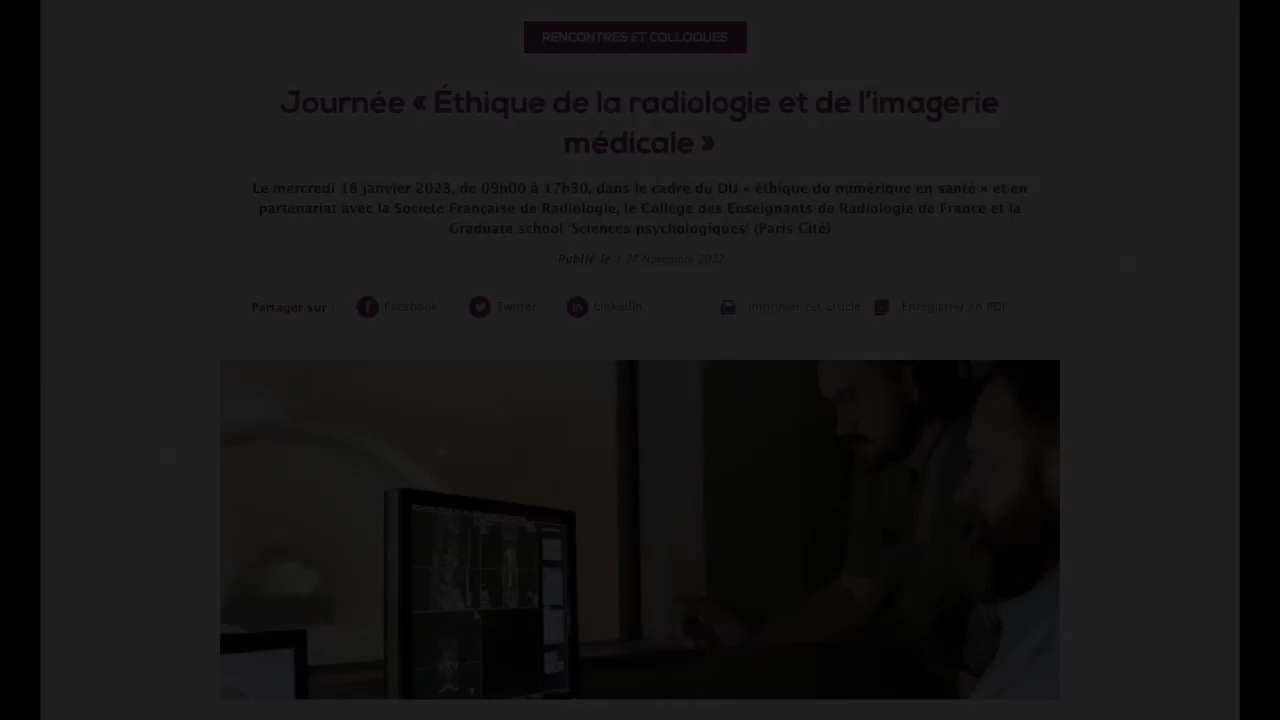 RENCONTRES ET COLLOQUES
Journée « Éthique de la radiologie et de l'imagerie
médicale »
Le mercredi 18 janvier 2023, de 09h00 à 17h30, dans le cadre du DU « éthique du numérique en santé » et en
partenariat avec la Société Française de Radiologie, le Collège des Enseignants de Radiologie de France et la
Graduate school 'Sciences psychologiques' (Paris Cité)
Publié le : 28 Novembre 2022
Partager sur : Facebook Twitter LinkedIn Imprimer cet article Enregistrer en PDF